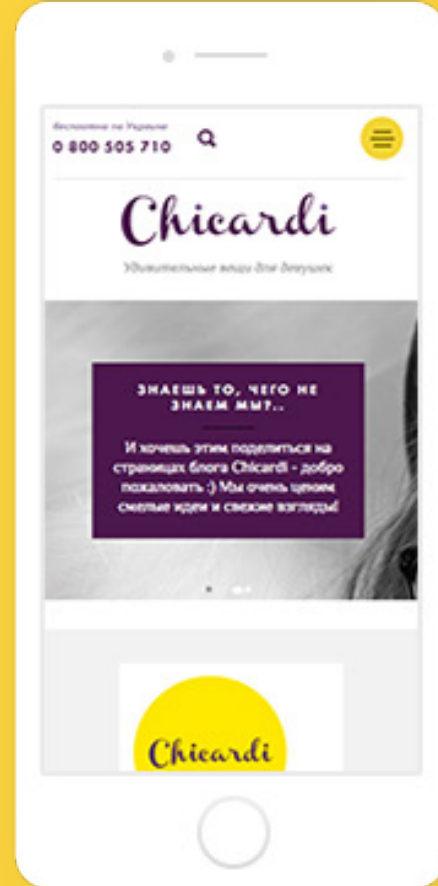 бесплатно по Украине
0 800 505 710
Chicardi
Удивительные вещи для девушек
ЗНАЕШЬ ТО, ЧЕГО НЕ
ЗНАЕМ МЫ?..
И хочешь этим поделиться на
страницах блога Chicardi - добро
пожаловать :) Мы очень ценим
смелые идеи и свежие взгляды!
Chicardi